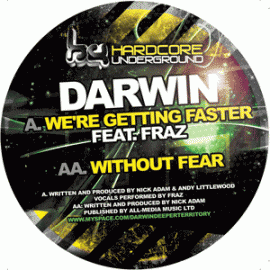 hu HARDCORE
UNDERGROUND
DARWIN
A. WE'RE GETTING FASTER
FEAT. FRAZ
AA. WITHOUT FEAR
A. WRITTEN AND PRODUCED BY NICK ADAM & ANDY LITTLEWOOD
VOCALS PERFORMED BY FRAZ
AA: WRITTEN AND PRODUCED BY NICK ADAM
PUBLISHED BY ALL-MEDIA MUSIC LTD
WWW.MYSPACE.COM/DARWINDEEPERTERRITORY